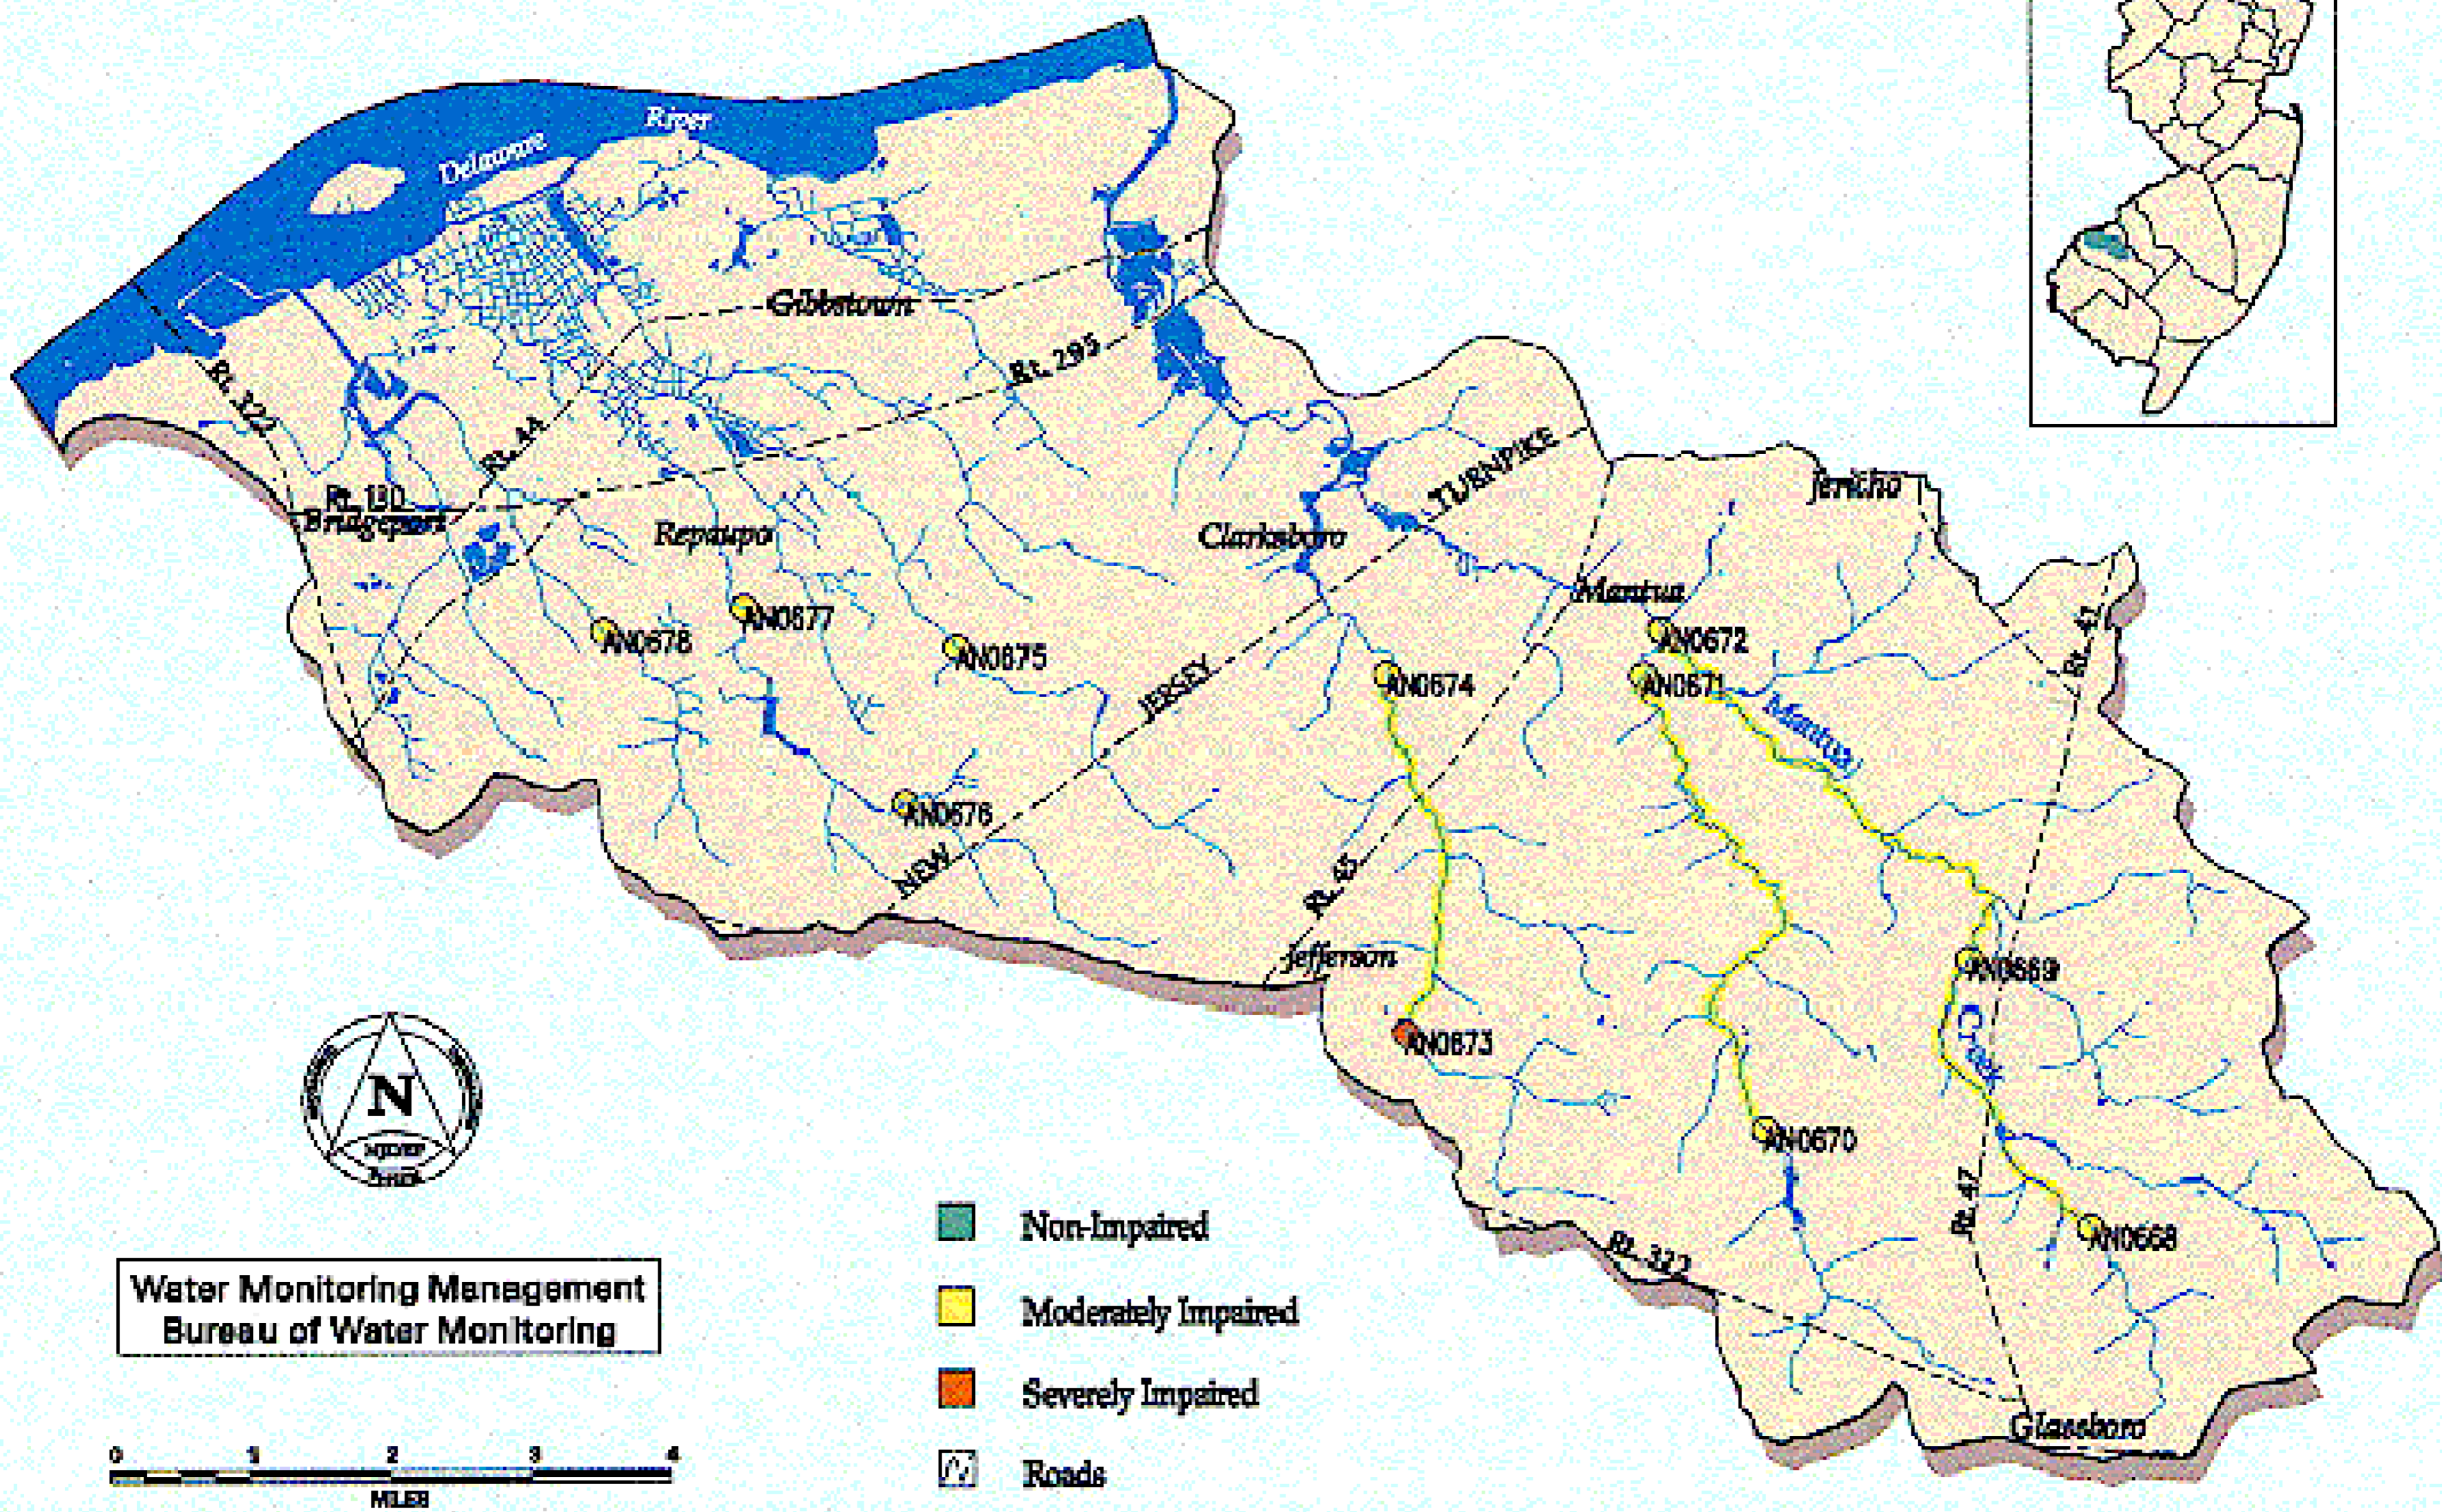 River
Delaware
Gibbstown
Rt. 295
Rt. 322
Rt. 44
Rt. 130
Bridgeport
Repaupo
Clarksboro
TURNPIKE
Jericho
Mantua
Rt. 41
AN0678
AN0677
AN0675
AN0674
AN0672
AN0671
JERSEY
Mantua
AN0676
NEW
Rt. 45
Jefferson
AN0669
AN0673
Creek
AN0670
Rt. 47
AN0668
Rt. 322
Glassboro
N
Non-Impaired
Moderately Impaired
Severely Impaired
Roads
Water Monitoring Management
Bureau of Water Monitoring
0 1 2 3 4
MILES